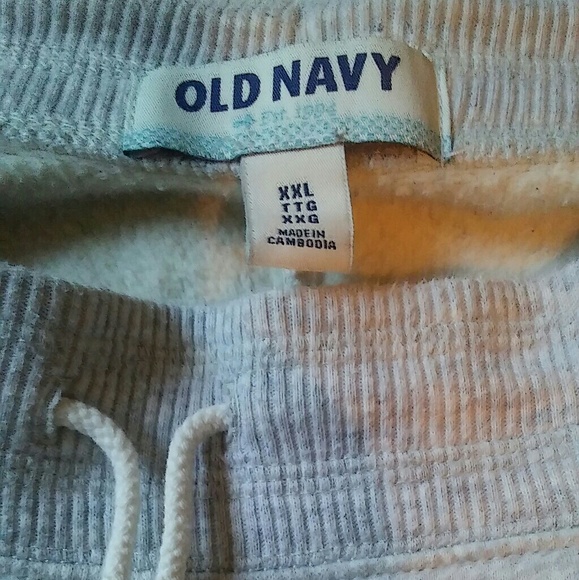 OLD NAVY
Est. 1994
XXL
TTG
XXG
MADE IN
CAMBODIA